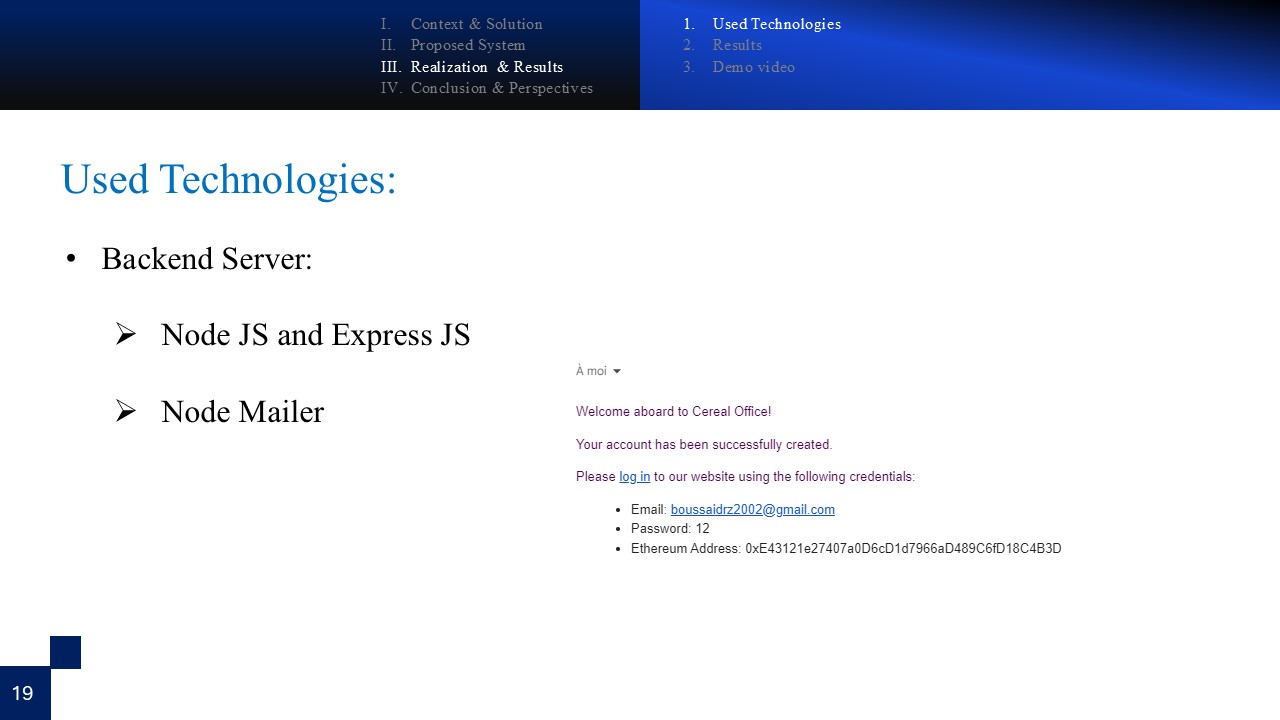 I. Context & Solution
II. Proposed System
III. Realization & Results
IV. Conclusion & Perspectives
1. Used Technologies
2. Results
3. Demo video
Used Technologies:
• Backend Server:
➢ Node JS and Express JS
➢ Node Mailer
À moi
Welcome aboard to Cereal Office!
Your account has been successfully created.
Please log in to our website using the following credentials:
• Email: boussaidrz2002@gmail.com
• Password: 12
• Ethereum Address: 0xE43121e27407a0D6cD1d7966aD489C6fD18C4B3D
19